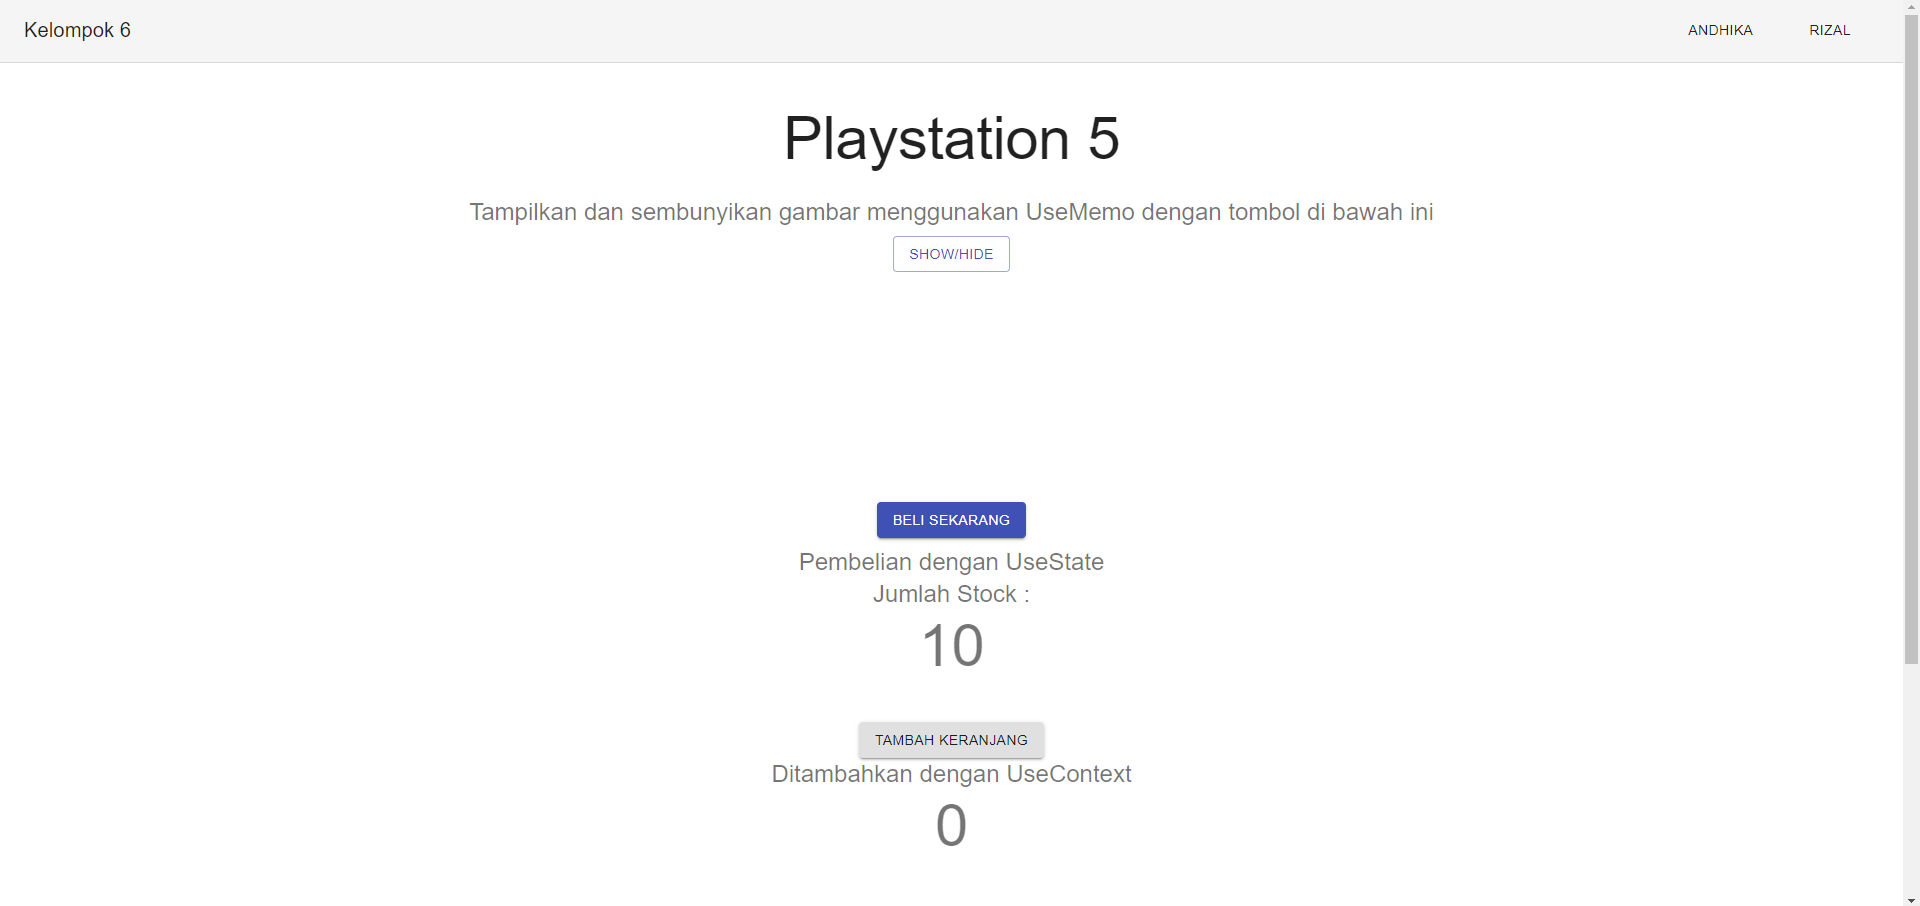 Kelompok 6
ANDHIKA
RIZAL
Playstation 5
Tampilkan dan sembunyikan gambar menggunakan UseMemo dengan tombol di bawah ini
SHOW/HIDE
BELI SEKARANG
Pembelian dengan UseState
Jumlah Stock :
10
TAMBAH KERANJANG
Ditambahkan dengan UseContext
0